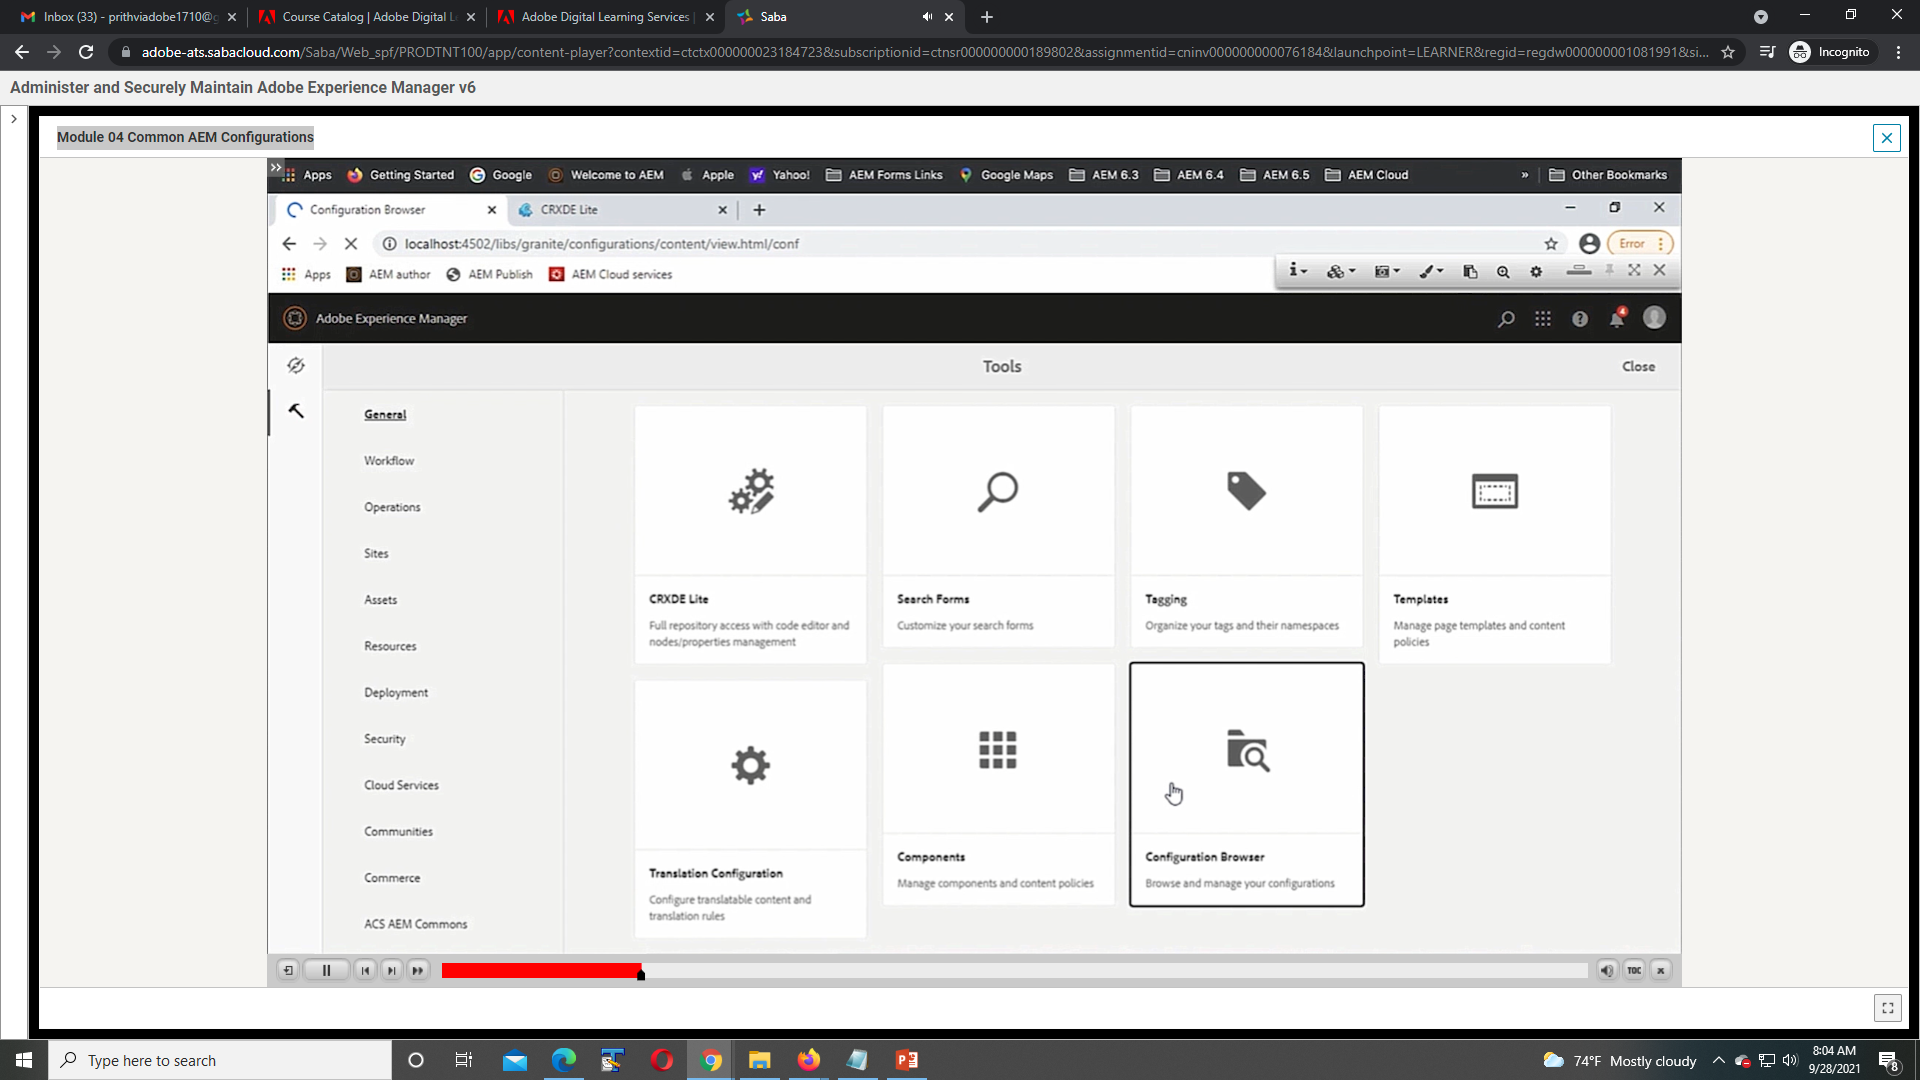 Inbox (33) - prithviadobe1710@g
Course Catalog | Adobe Digital L
Adobe Digital Learning Services |
Saba
adobe-ats.sabacloud.com/Saba/Web_spf/PRODTNT100/app/content-player?contextid=ctctx000000023184723&subscriptionid=ctnsr0000000001898 02&assignmentid=cninv000000000076184&launchpoint=LEARNER&regid=regdw000000001081991&si...
Incognito
Administer and Securely Maintain Adobe Experience Manager v6
Module 04 Common AEM Configurations
Apps
Getting Started
Google
Welcome to AEM
Apple
Yahoo!
AEM Forms Links
Google Maps
AEM 6.3
AEM 6.4
AEM 6.5
AEM Cloud
Other Bookmarks
Configuration Browser
CRXDE Lite
localhost:4502/libs/granite/configurations/content/view.html/conf
Error
Apps
AEM author
AEM Publish
AEM Cloud services
Adobe Experience Manager
4
Tools
Close
General
Workflow
Operations
Sites
Assets
Resources
Deployment
Security
Cloud Services
Communities
Commerce
ACS AEM Commons
CRXDE Lite
Full repository access with code editor and
nodes/properties management
Search Forms
Customize your search forms
Tagging
Organize your tags and their namespaces
Templates
Manage page templates and content
policies
Translation Configuration
Configure translatable content and
translation rules
Components
Manage components and content policies
Configuration Browser
Browse and manage your configurations
TOC
Type here to search
74°F Mostly cloudy
8:04 AM
9/28/2021
8